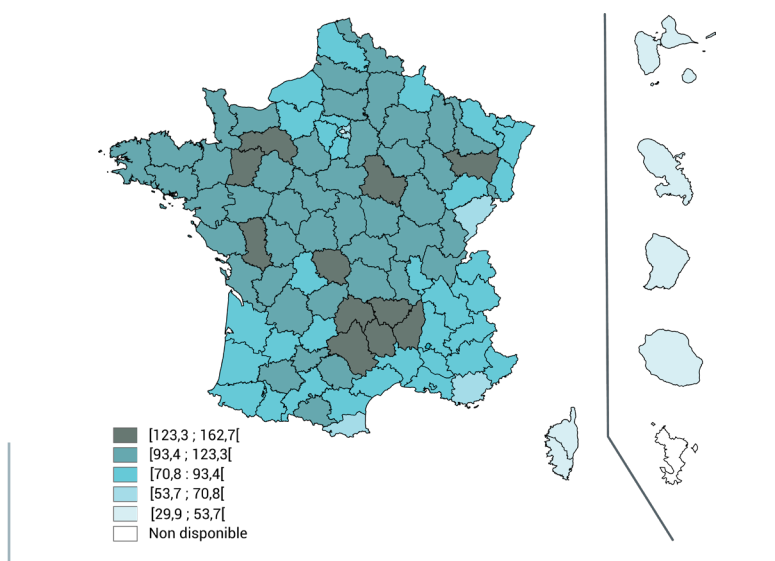 [123,3 ; 162,7[
[93,4 ; 123,3[
[70,8 : 93,4[
[53,7 ; 70,8[
[29,9 ; 53,7[
Non disponible